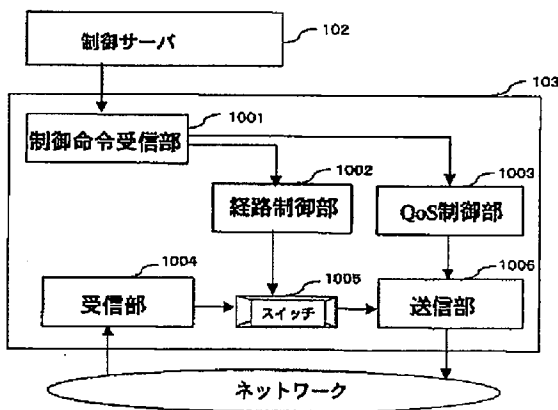 102
制御サーバ
103
1001
制御命令受信部
1002
経路制御部
1003
QoS制御部
1004
受信部
1005
スイッチ
1006
送信部
ネットワーク